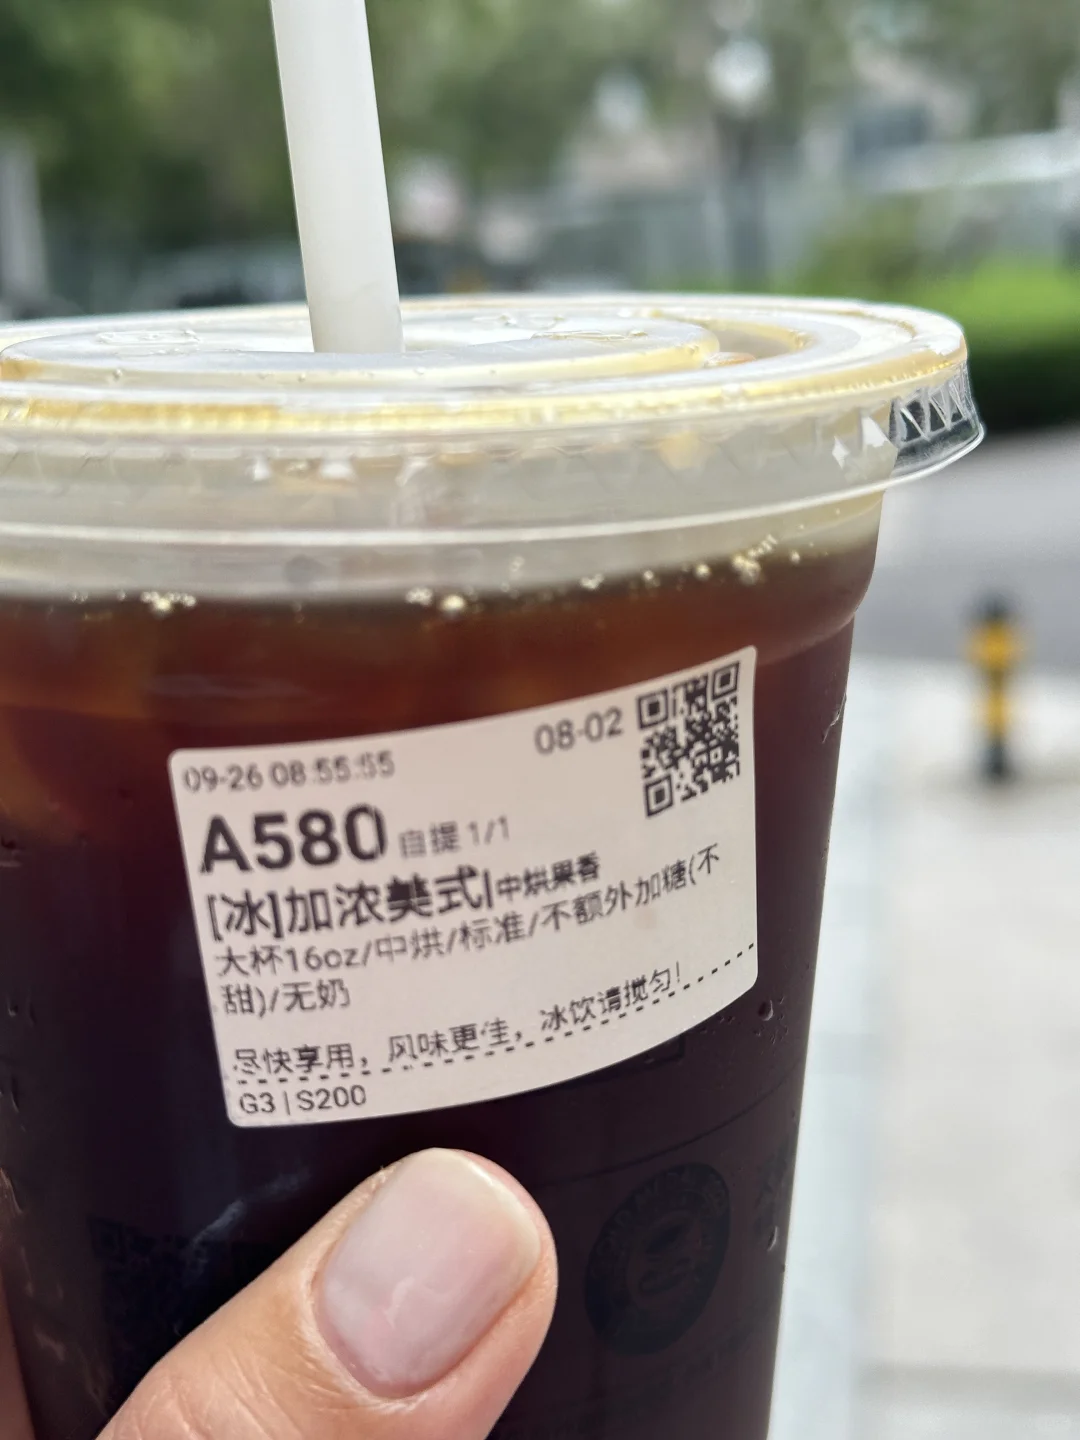 09-26 08:55:55 08-02
A580 自提 1/1
[冰]加浓美式|中烘果香
大杯16oz/中烘/标准/不额外加糖(不
甜)/无奶
尽快享用，风味更佳，冰饮请搅匀!
G3 | S200